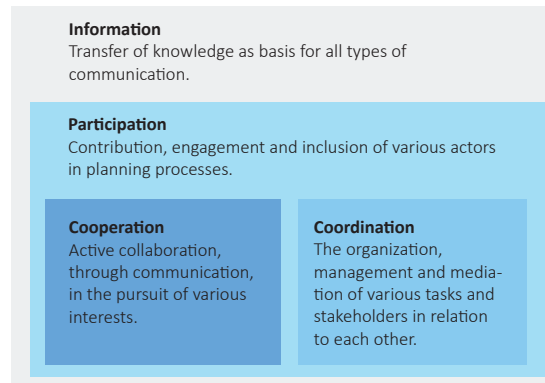 Information
Transfer of knowledge as basis for all types of
communication.
Participation
Contribution, engagement and inclusion of various actors
in planning processes.
Cooperation
Active collaboration,
through communication,
in the pursuit of various
interests.
Coordination
The organization,
management and media-
tion of various tasks and
stakeholders in relation
to each other.